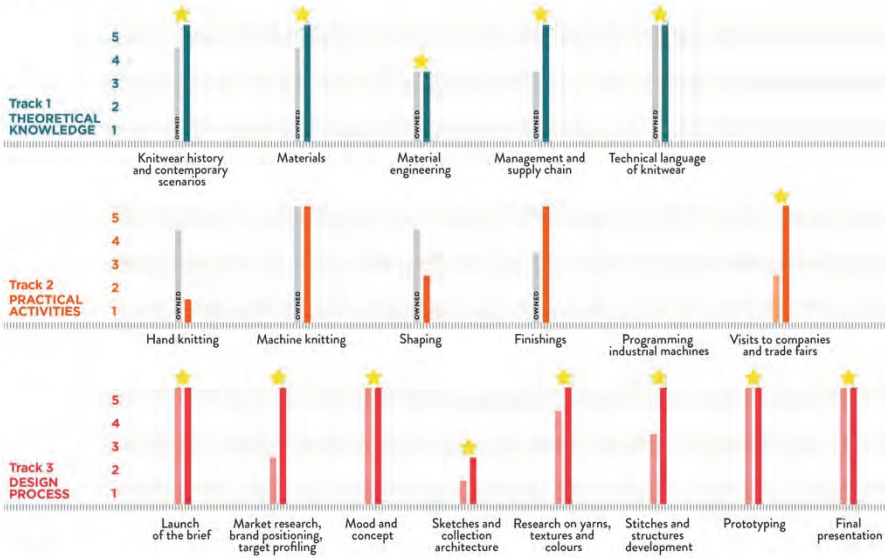 5
4
3
2
1
Track 1
THEORETICAL
KNOWLEDGE
OWNED
OWNED
OWNED
OWNED
OWNED
Knitwear history
and contemporary
scenarios
Materials
Material
engineering
Management and
supply chain
Technical language
of knitwear
5
4
3
2
1
Track 2
PRACTICAL
ACTIVITIES
OWNED
OWNED
OWNED
OWNED
Hand knitting
Machine knitting
Shaping
Finishings
Programming
industrial machines
Visits to companies
and trade fairs
5
4
3
2
1
Track 3
DESIGN
PROCESS
Launch
of the brief
Market research,
brand positioning,
target profiling
Mood and
concept
Sketches and
collection
architecture
Research on yarns,
textures and
colours
Stitches and
structures
development
Prototyping
Final
presentation